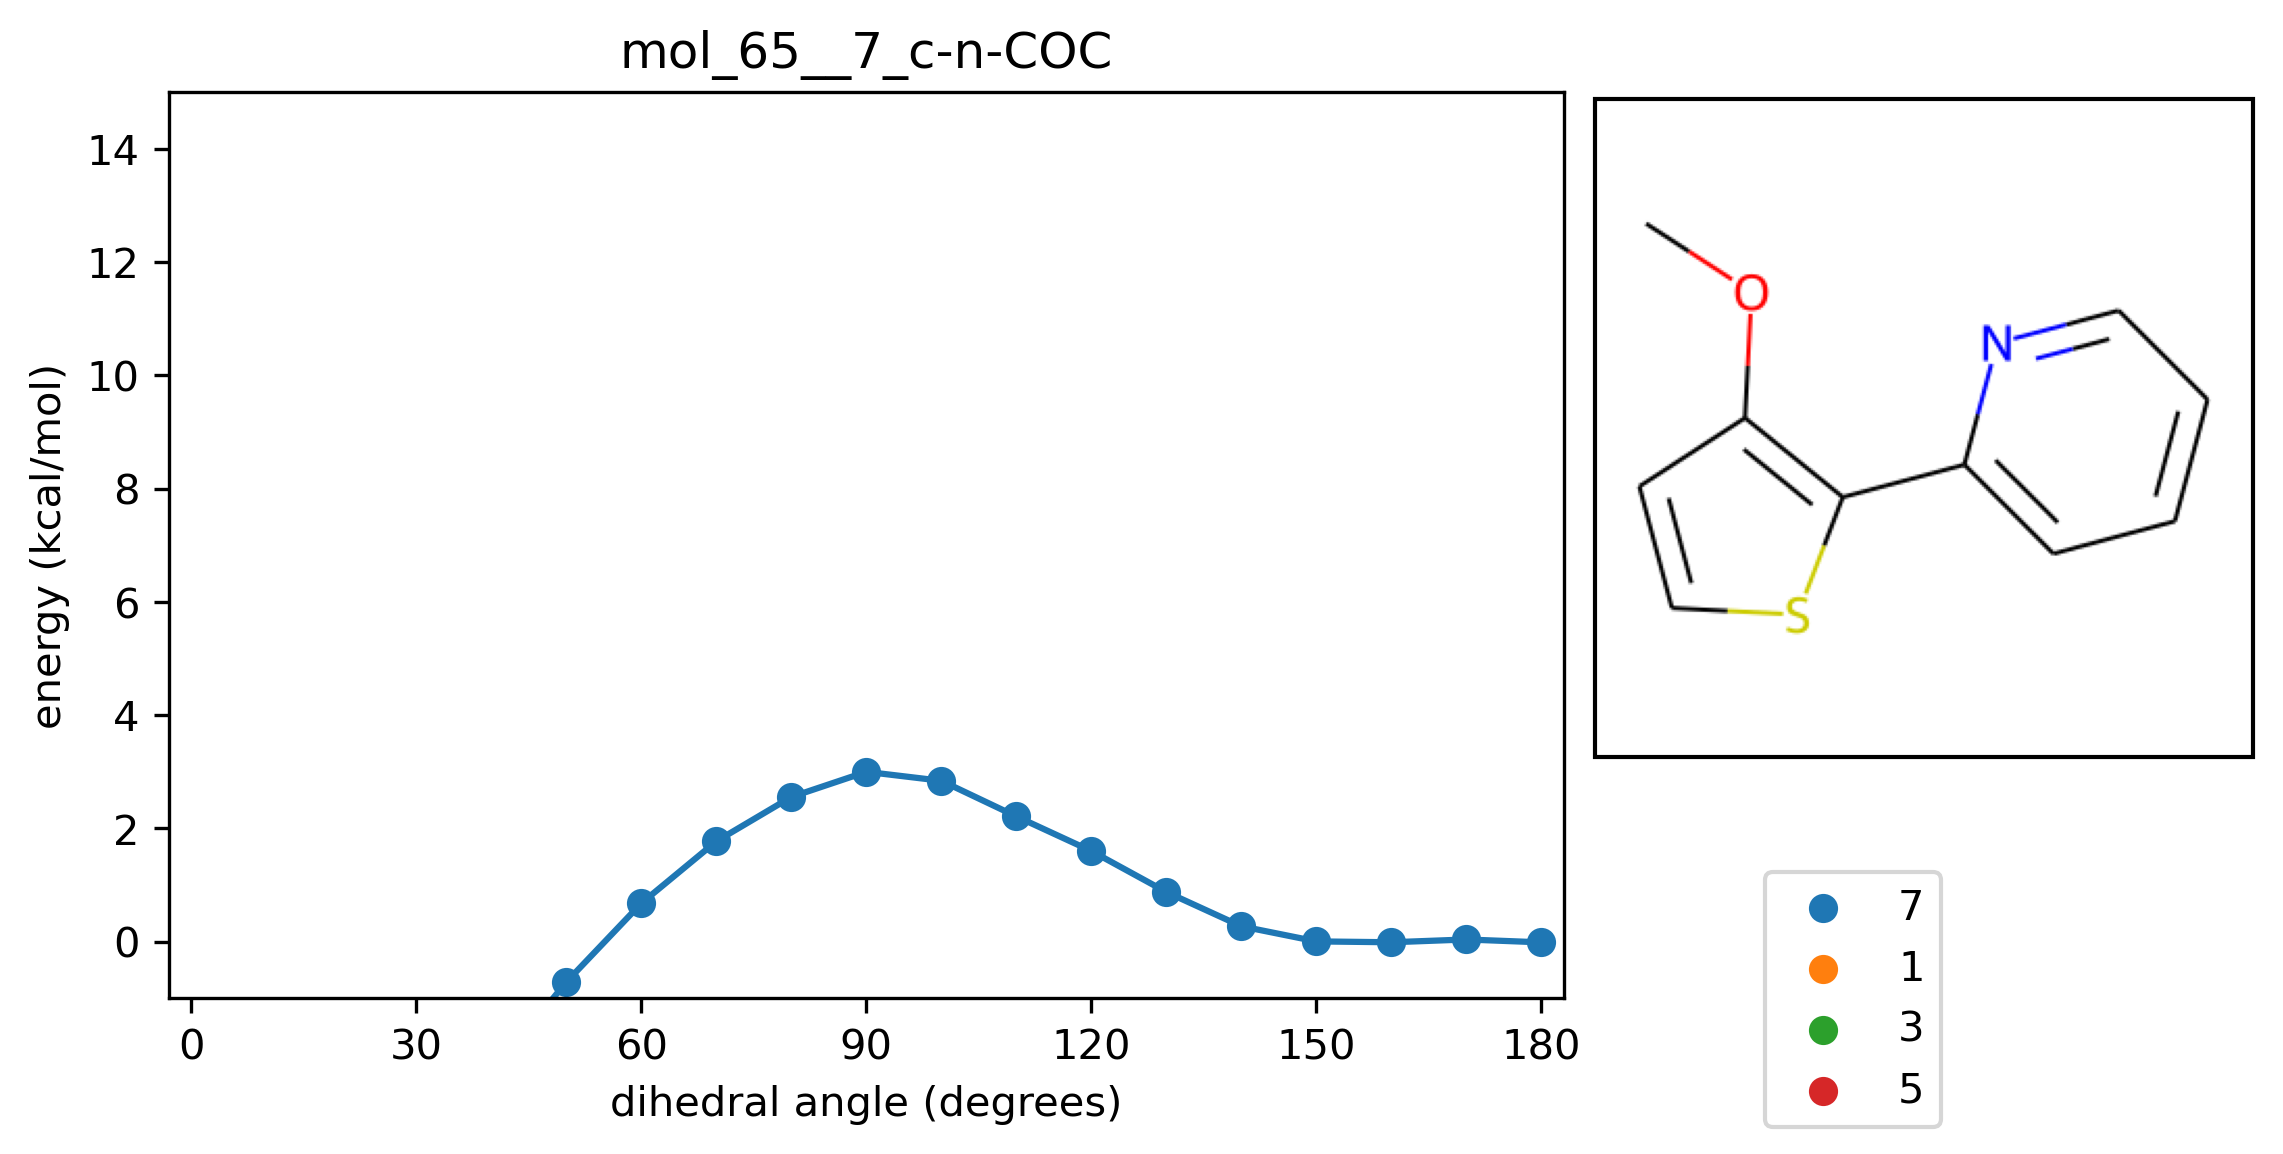 mol_65__7_c-n-COC
14
12
10
8
6
4
2
0
energy (kcal/mol)
0 30 60 90 120 150 180
dihedral angle (degrees)
O
N
S
7
1
3
5